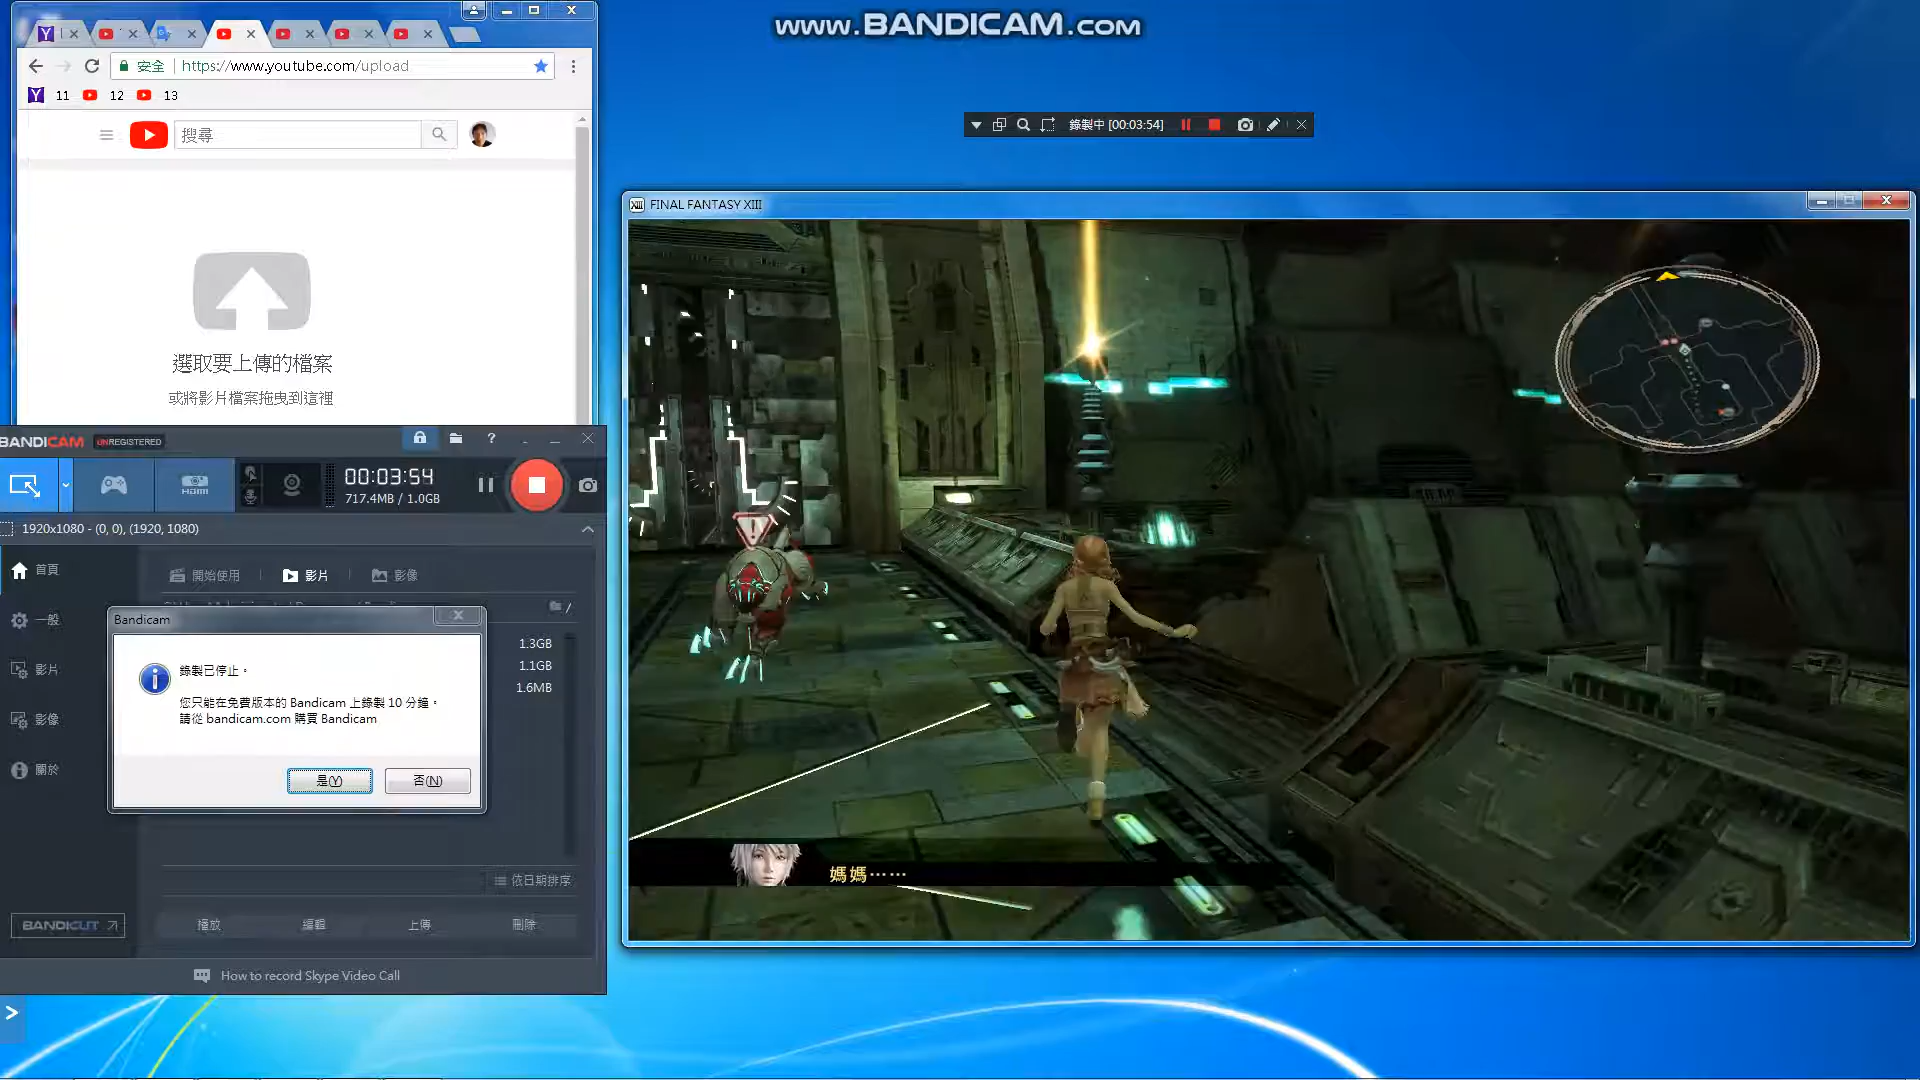 www.BANDICAM.com
安全
https://www.youtube.com/upload
11
12
13
搜尋
選取要上傳的檔案
或將影片檔案拖曳到這裡
錄製中 [00:03:54]
FINAL FANTASY XIII
BANDICAM
UNREGISTERED
00:03:54
717.4MB / 1.0GB
HDMI
1920x1080 - (0, 0), (1920, 1080)
首頁
開始使用
影片
影像
一般
影片
影像
關於
Bandicam
錄製已停止。
您只能在免費版本的 Bandicam 上錄製 10 分鐘。
請從 bandicam.com 購買 Bandicam
是(Y)
否(N)
1.3GB
1.1GB
1.6MB
依日期排序
BANDICUT
播放
編輯
上傳
刪除
How to record Skype Video Call
媽媽……